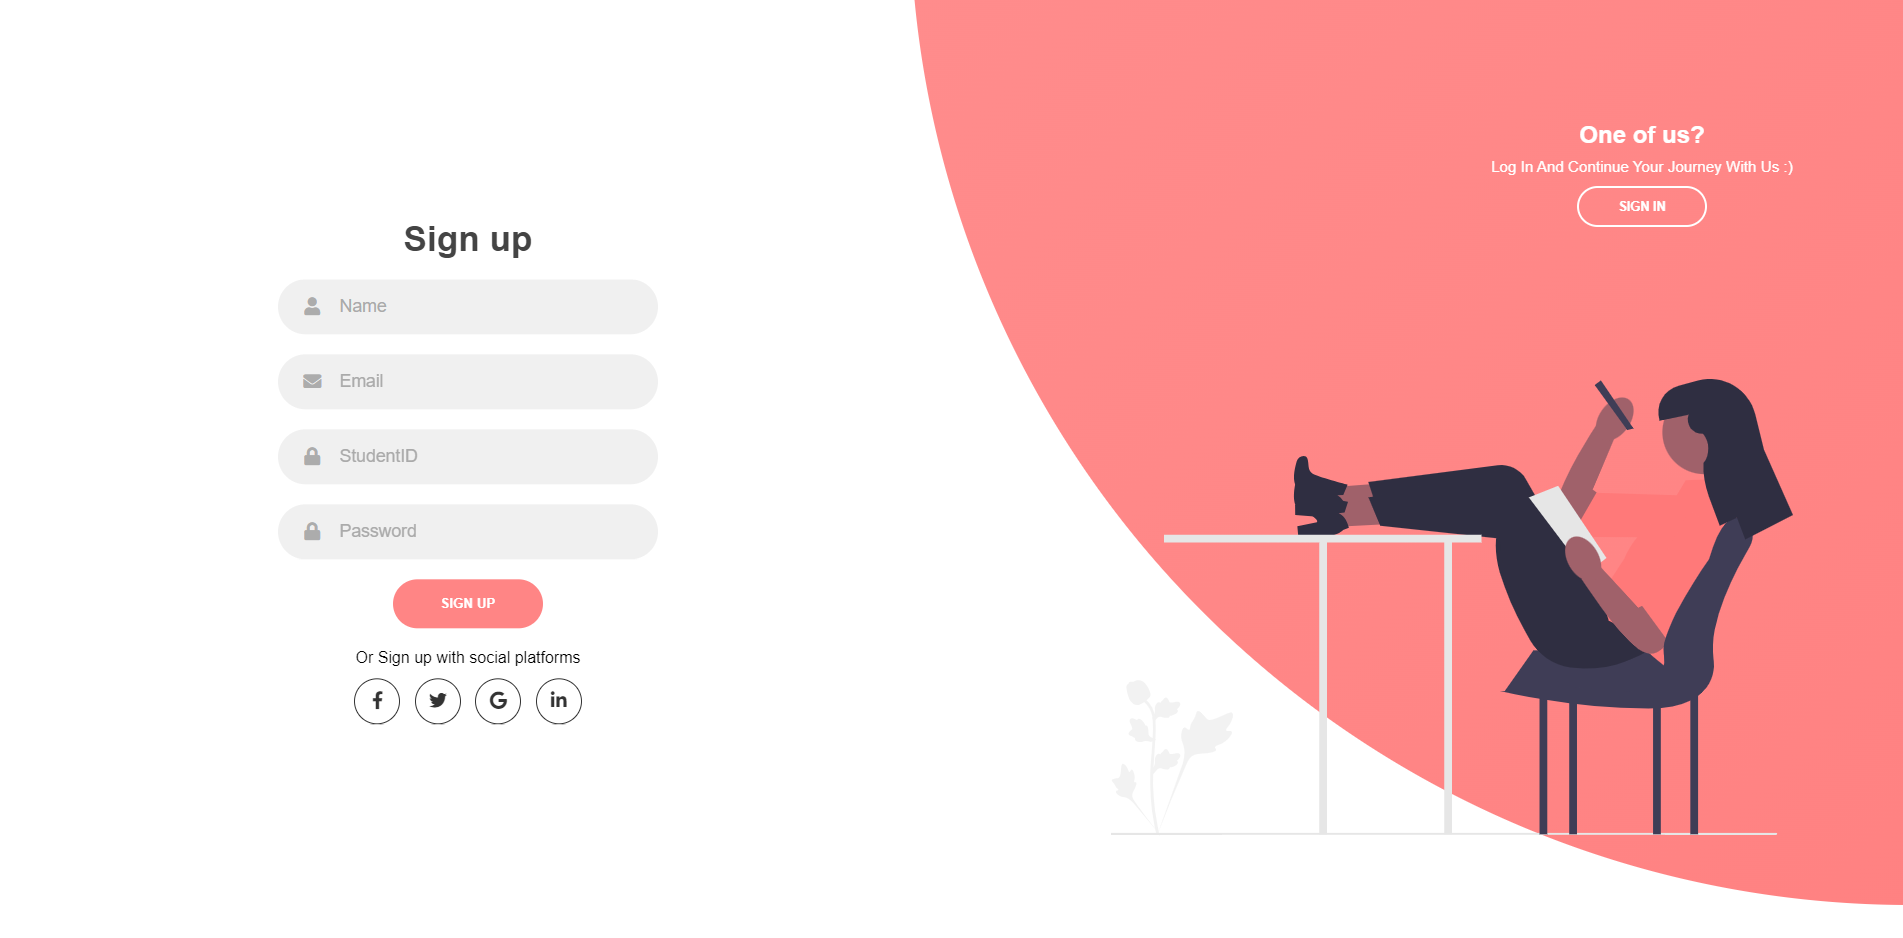 Sign up
Name
Email
StudentID
Password
SIGN UP
Or Sign up with social platforms
One of us?
Log In And Continue Your Journey With Us :)
SIGN IN